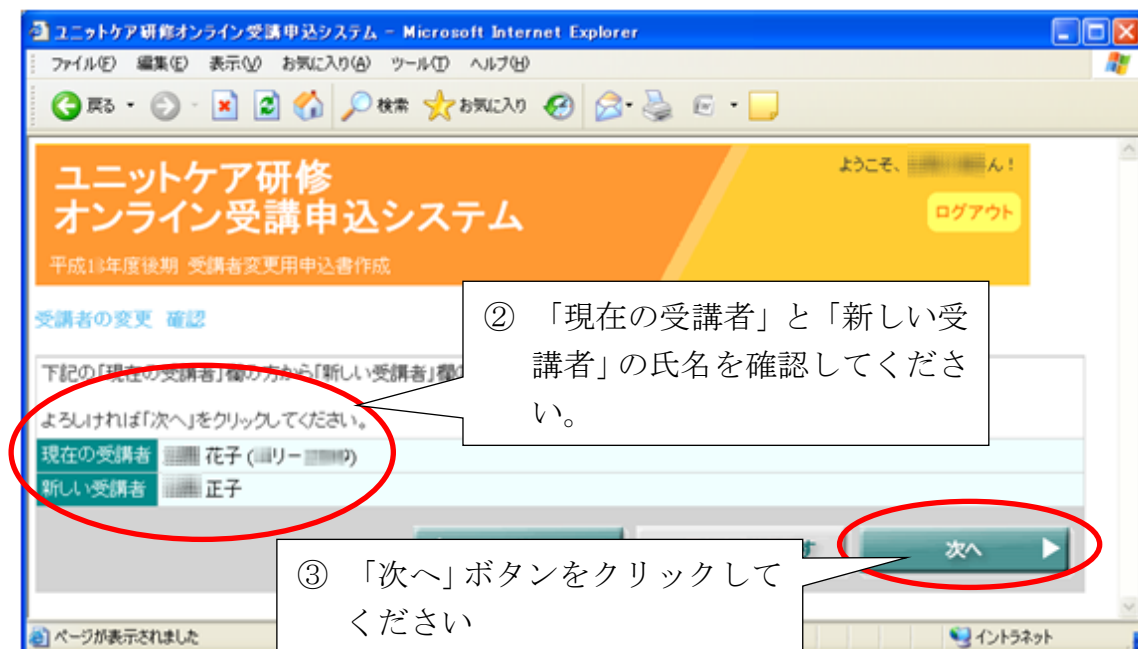 ユニットケア研修オンライン受講申込システム - Microsoft Internet Explorer
ファイル(F) 編集(E) 表示(V) お気に入り(A) ツール(T) ヘルプ(H)
戻る 検索 お気に入り
ようこそ、 ん!
ユニットケア研修
オンライン受講申込システム
ログアウト
平成 年度後期 受講者変更用申込書作成
受講者の変更 確認
② 「現在の受講者」と「新しい受
講者」の氏名を確認してくださ
い。
下記の「現在の受講者」欄の方から「新しい受講者」欄の
よろしければ「次へ」をクリックしてください。
現在の受講者 花子 ( リー )
新しい受講者 正子
次へ
③ 「次へ」ボタンをクリックして
ください
ページが表示されました
イントラネット